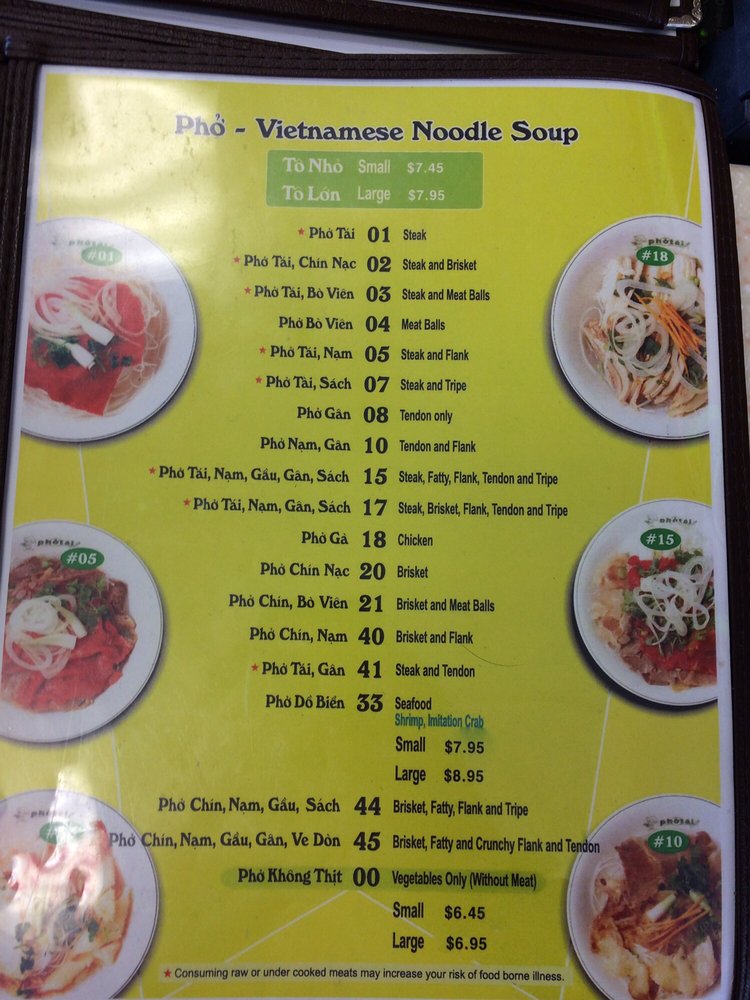 Phở - Vietnamese Noodle Soup
Tô Nhỏ Small $7.45
Tô Lớn Large $7.95
★ Phở Tái 01 Steak
★ Phở Tái, Chín Nạc 02 Steak and Brisket
★ Phở Tái, Bò Viên 03 Steak and Meat Balls
Phở Bò Viên 04 Meat Balls
★ Phở Tái, Nạm 05 Steak and Flank
★ Phở Tái, Sách 07 Steak and Tripe
Phở Gân 08 Tendon only
Phở Nạm, Gân 10 Tendon and Flank
★ Phở Tái, Nạm, Gầu, Gân, Sách 15 Steak, Fatty, Flank, Tendon and Tripe
★ Phở Tái, Nạm, Gân, Sách 17 Steak, Brisket, Flank, Tendon and Tripe
Phở Gà 18 Chicken
Phở Chín Nạc 20 Brisket
Phở Chín, Bò Viên 21 Brisket and Meat Balls
Phở Chín, Nạm 40 Brisket and Flank
★ Phở Tái, Gân 41 Steak and Tendon
Phở Dồ Biển 33 Seafood
Shrimp, Imitation Crab
Small $7.95
Large $8.95
Phở Chín, Nạm, Gầu, Sách 44 Brisket, Fatty, Flank and Tripe
Phở Chín, Nạm, Gầu, Gân, Ve Dòn 45 Brisket, Fatty and Crunchy Flank and Tendon
Phở Không Thịt 00 Vegetables Only (Without Meat)
Small $6.45
Large $6.95
★ Consuming raw or under cooked meats may increase your risk of food borne illness.
phởtái
#01
phởtái
#18
phởtái
#05
phởtái
#15
phởtái
phởtái
#10